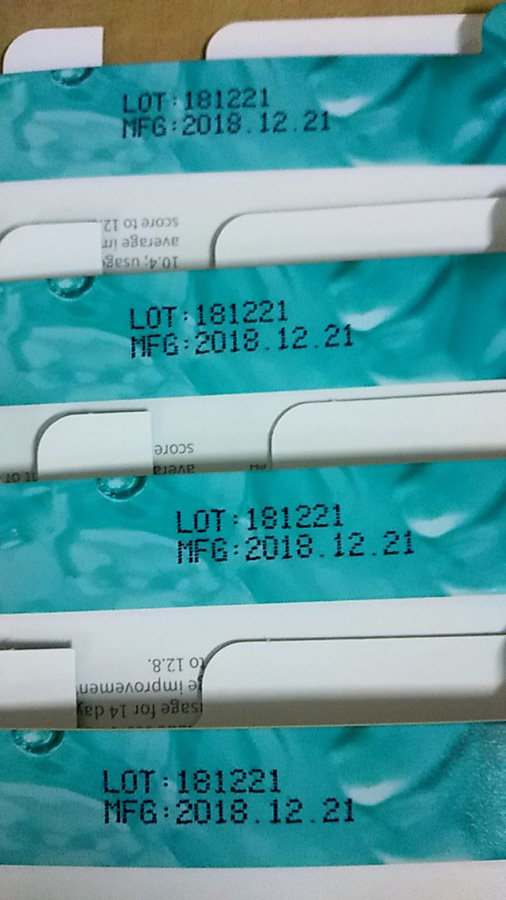 LOT:181221
MFG:2018.12.21
score to 12.
average im
10.4; usage
LOT:181221
MFG:2018.12.21
score
avera
LOT:181221
MFG:2018.12.21
to 12.8.
ge improvemen
sage for 14 day
LOT:181221
MFG:2018.12.21